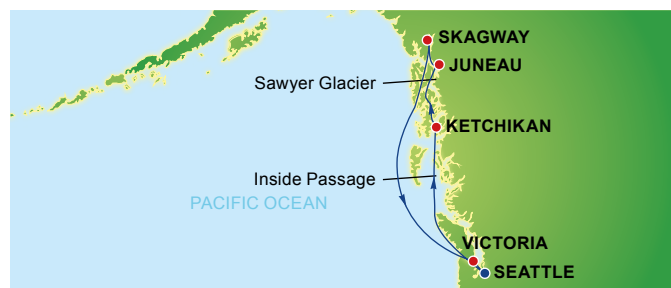 SKAGWAY
JUNEAU
Sawyer Glacier
KETCHIKAN
Inside Passage
PACIFIC OCEAN
VICTORIA
SEATTLE